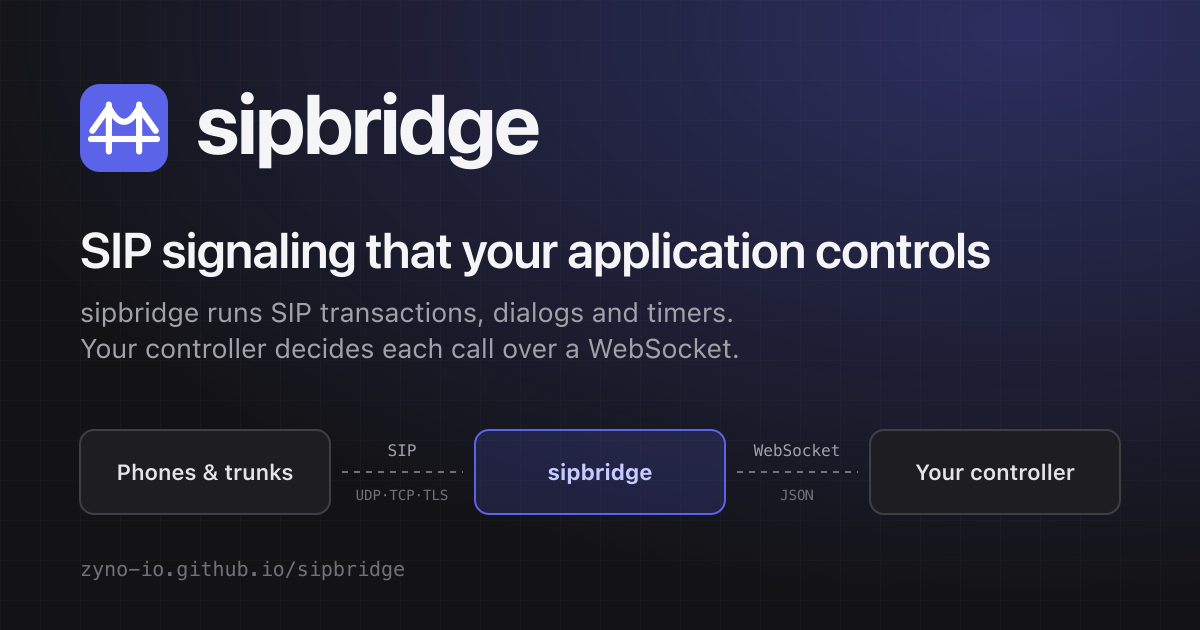 sipbridge
SIP signaling that your application controls
sipbridge runs SIP transactions, dialogs and timers.
Your controller decides each call over a WebSocket.
Phones & trunks
SIP
UDP·TCP·TLS
sipbridge
WebSocket
JSON
Your controller
zyno-io.github.io/sipbridge